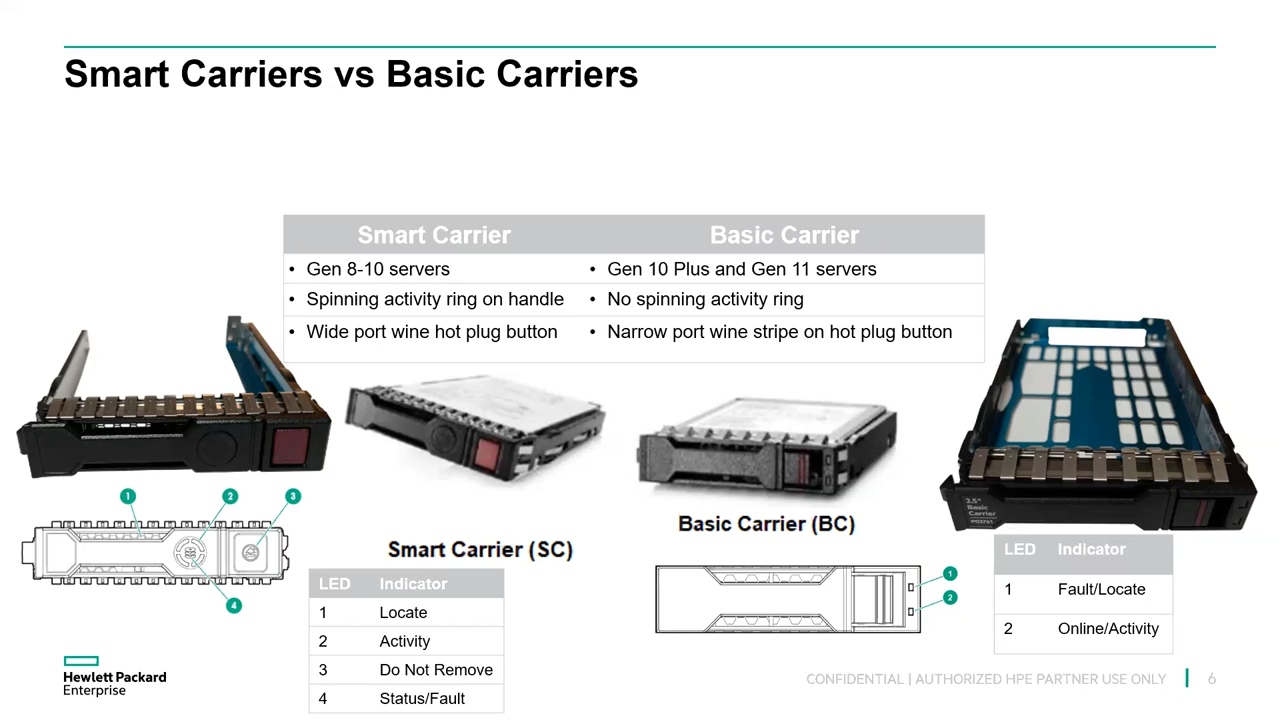 Smart Carriers vs Basic Carriers
Smart Carrier Basic Carrier
• Gen 8-10 servers • Gen 10 Plus and Gen 11 servers
• Spinning activity ring on handle • No spinning activity ring
• Wide port wine hot plug button • Narrow port wine stripe on hot plug button
2.5"
Basic
Carrier
1 2 3
4
Smart Carrier (SC)
Basic Carrier (BC)
1
2
LED Indicator
1 Locate
2 Activity
3 Do Not Remove
4 Status/Fault
LED Indicator
1 Fault/Locate
2 Online/Activity
Hewlett Packard
Enterprise
CONFIDENTIAL | AUTHORIZED HPE PARTNER USE ONLY 6